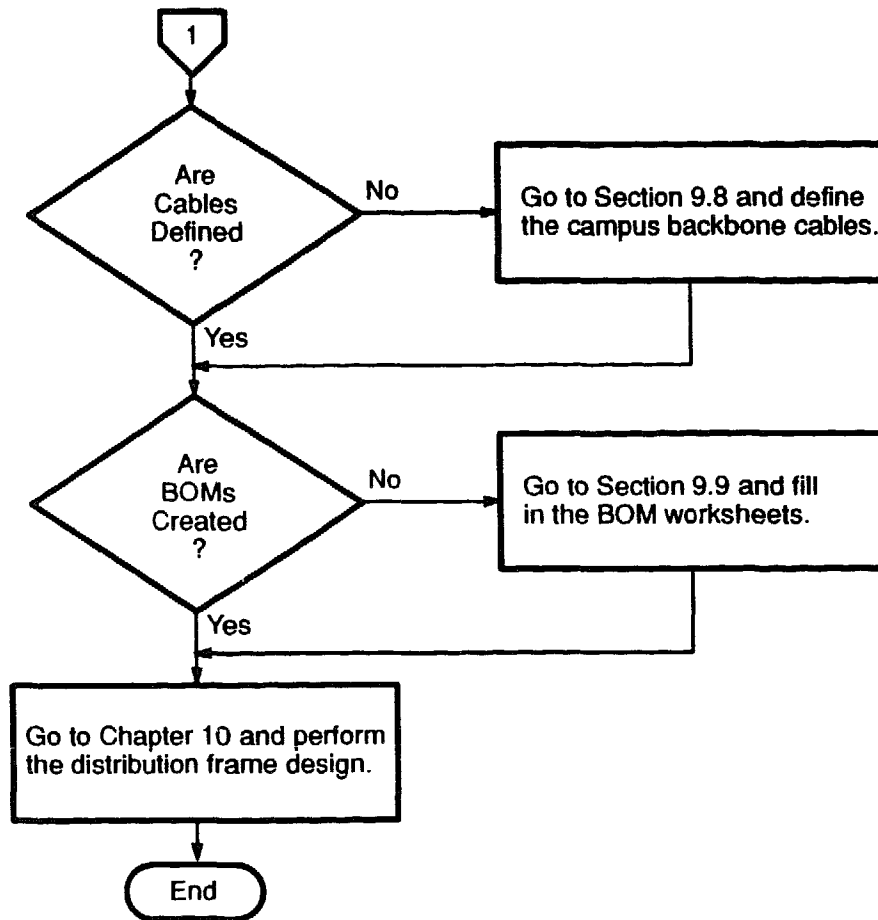 1
Are
Cables
Defined
?
No
Go to Section 9.8 and define
the campus backbone cables.
Yes
Are
BOMs
Created
?
No
Go to Section 9.9 and fill
in the BOM worksheets.
Yes
Go to Chapter 10 and perform
the distribution frame design.
End